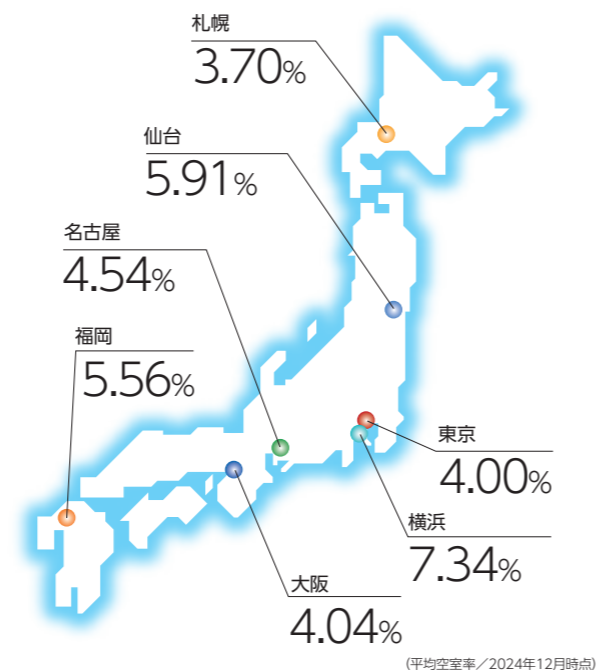 札幌
3.70%
仙台
5.91%
名古屋
4.54%
福岡
5.56%
東京
4.00%
横浜
7.34%
大阪
4.04%
(平均空室率／2024年12月時点)